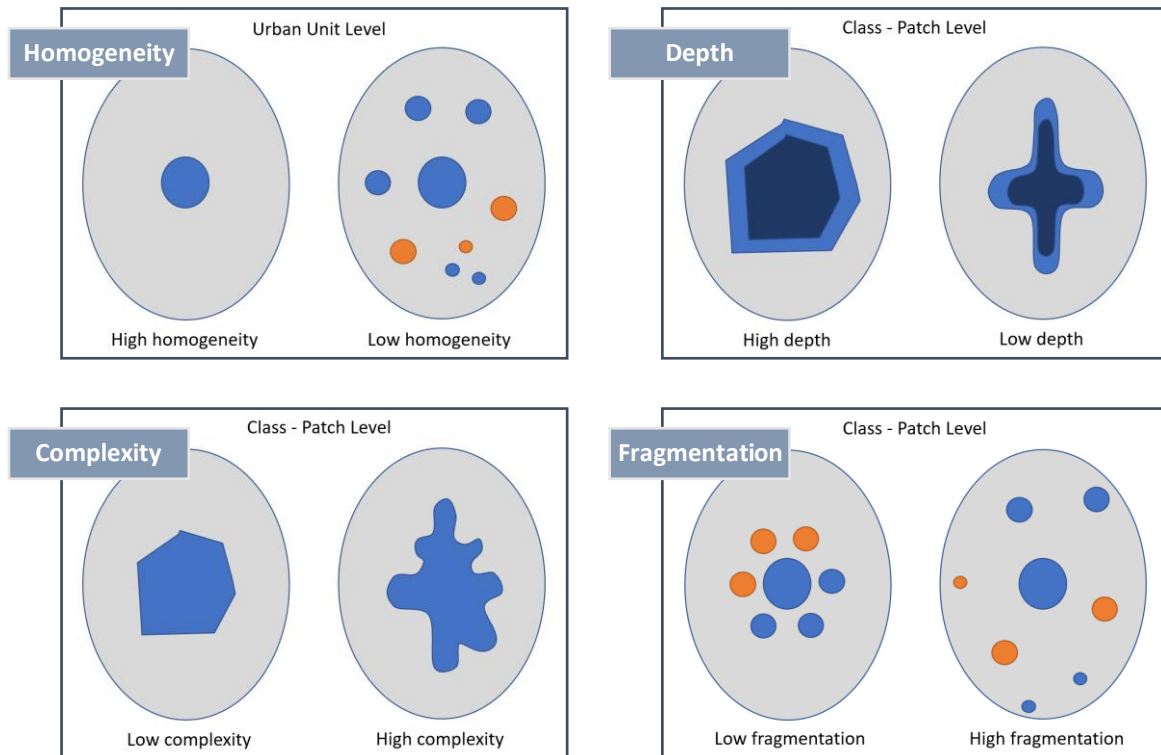 Urban Unit Level
Homogeneity
High homogeneity
Low homogeneity
Class - Patch Level
Depth
High depth
Low depth
Class - Patch Level
Complexity
Low complexity
High complexity
Class - Patch Level
Fragmentation
Low fragmentation
High fragmentation